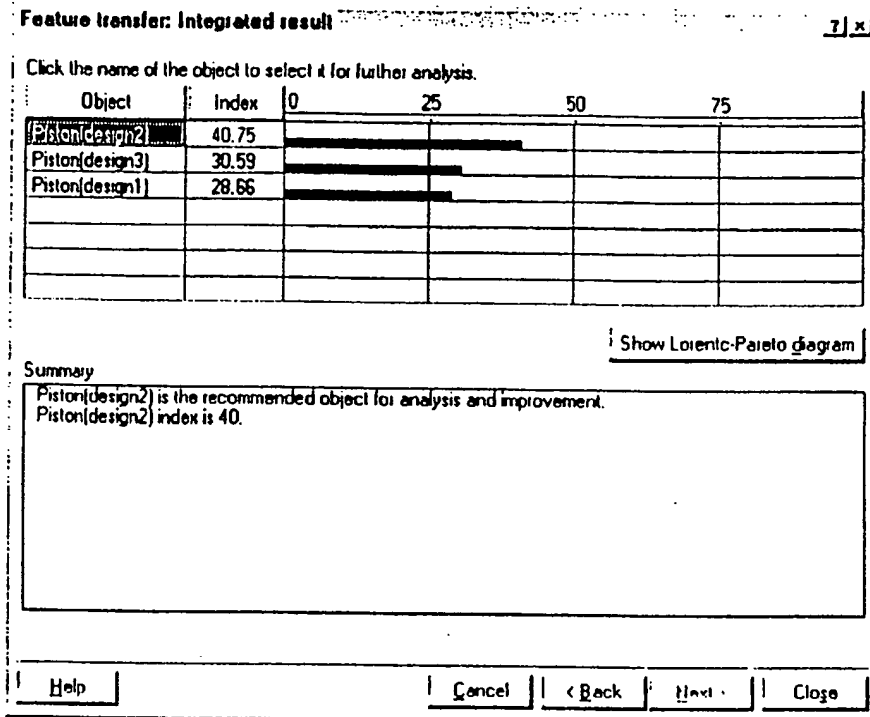 Feature transfer: Integrated result ? x
Click the name of the object to select it for further analysis.
Object Index 0 25 50 75
Piston(design2) 40.75
Piston(design3) 30.59
Piston(design1) 28.66
Show Lorentc-Pareto diagram
Summary
Piston(design2) is the recommended object for analysis and improvement.
Piston(design2) index is 40.
Help Cancel < Back Next > Close